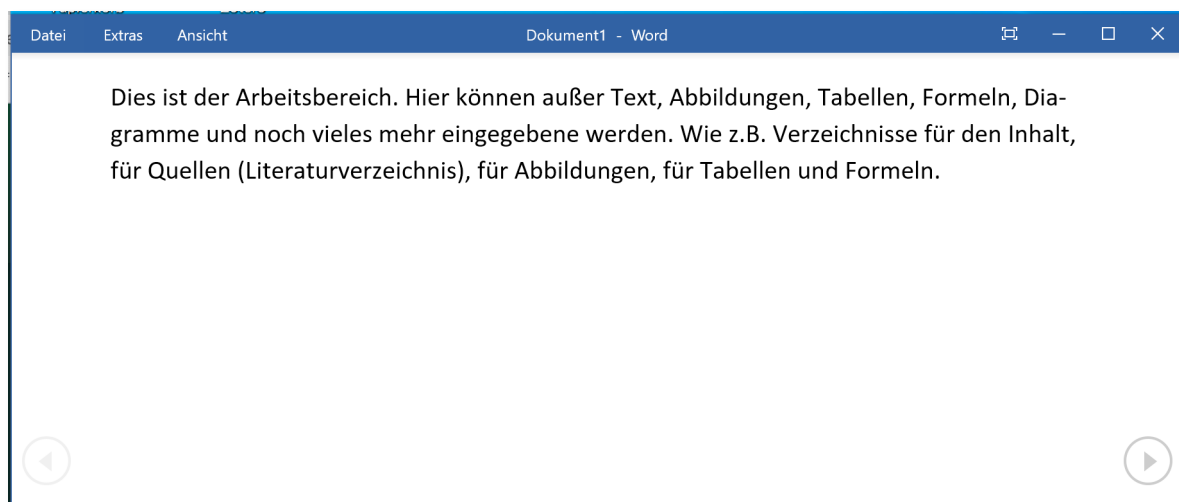 Datei Extras Ansicht Dokument1 - Word
Dies ist der Arbeitsbereich. Hier können außer Text, Abbildungen, Tabellen, Formeln, Dia-
gramme und noch vieles mehr eingegebene werden. Wie z.B. Verzeichnisse für den Inhalt,
für Quellen (Literaturverzeichnis), für Abbildungen, für Tabellen und Formeln.